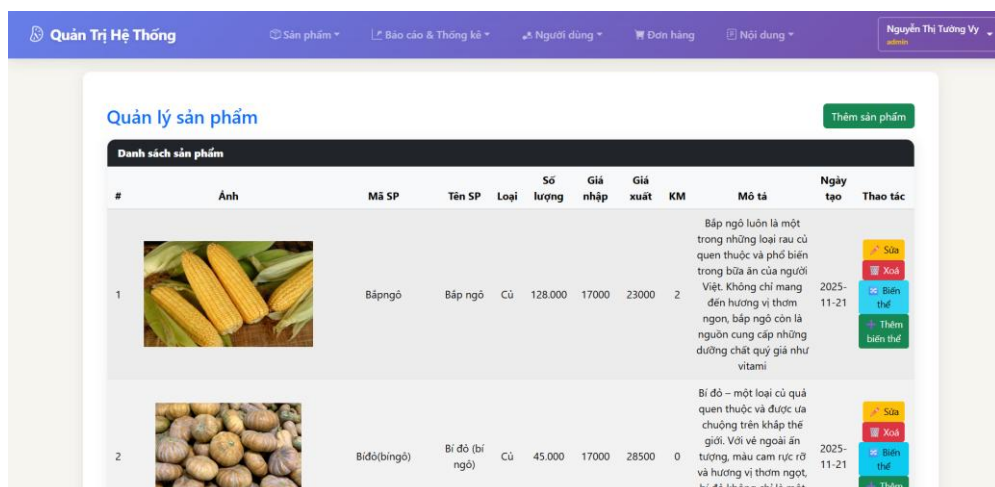 Quản Trị Hệ Thống
Sản phẩm
Báo cáo & Thống kê
Người dùng
Đơn hàng
Nội dung
Nguyễn Thị Tường Vy
admin
Quản lý sản phẩm
Thêm sản phẩm
Danh sách sản phẩm
# Ảnh Mã SP Tên SP Loại Số lượng Giá nhập Giá xuất KM Mô tả Ngày tạo Thao tác
1
Bắpngô
Bắp ngô
Củ
128.000
17000
23000
2
Bắp ngô luôn là một
trong những loại rau củ
quen thuộc và phổ biến
trong bữa ăn của người
Việt. Không chỉ mang
đến hương vị thơm
ngon, bắp ngô còn là
nguồn cung cấp những
dưỡng chất quý giá như
vitami
2025-
11-21
Sửa
Xoá
Biến
thể
Thêm
biến thể
2
Bíđỏ(bíngô)
Bí đỏ (bí
ngô)
Củ
45.000
17000
28500
0
Bí đỏ – một loại củ quả
quen thuộc và được ưa
chuộng trên khắp thế
giới. Với vẻ ngoài ấn
tượng, màu cam rực rỡ
và hương vị thơm ngọt,
bí đỏ không chỉ là một
2025-
11-21
Sửa
Xoá
Biến
thể
Thêm